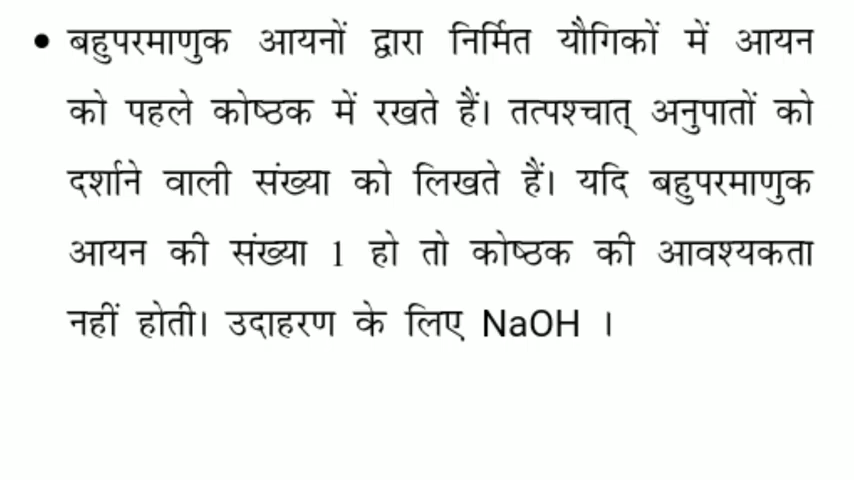 • बहुपरमाणुक आयनों द्वारा निर्मित यौगिकों में आयन
को पहले कोष्ठक में रखते हैं। तत्पश्चात् अनुपातों को
दर्शाने वाली संख्या को लिखते हैं। यदि बहुपरमाणुक
आयन की संख्या 1 हो तो कोष्ठक की आवश्यकता
नहीं होती। उदाहरण के लिए NaOH ।